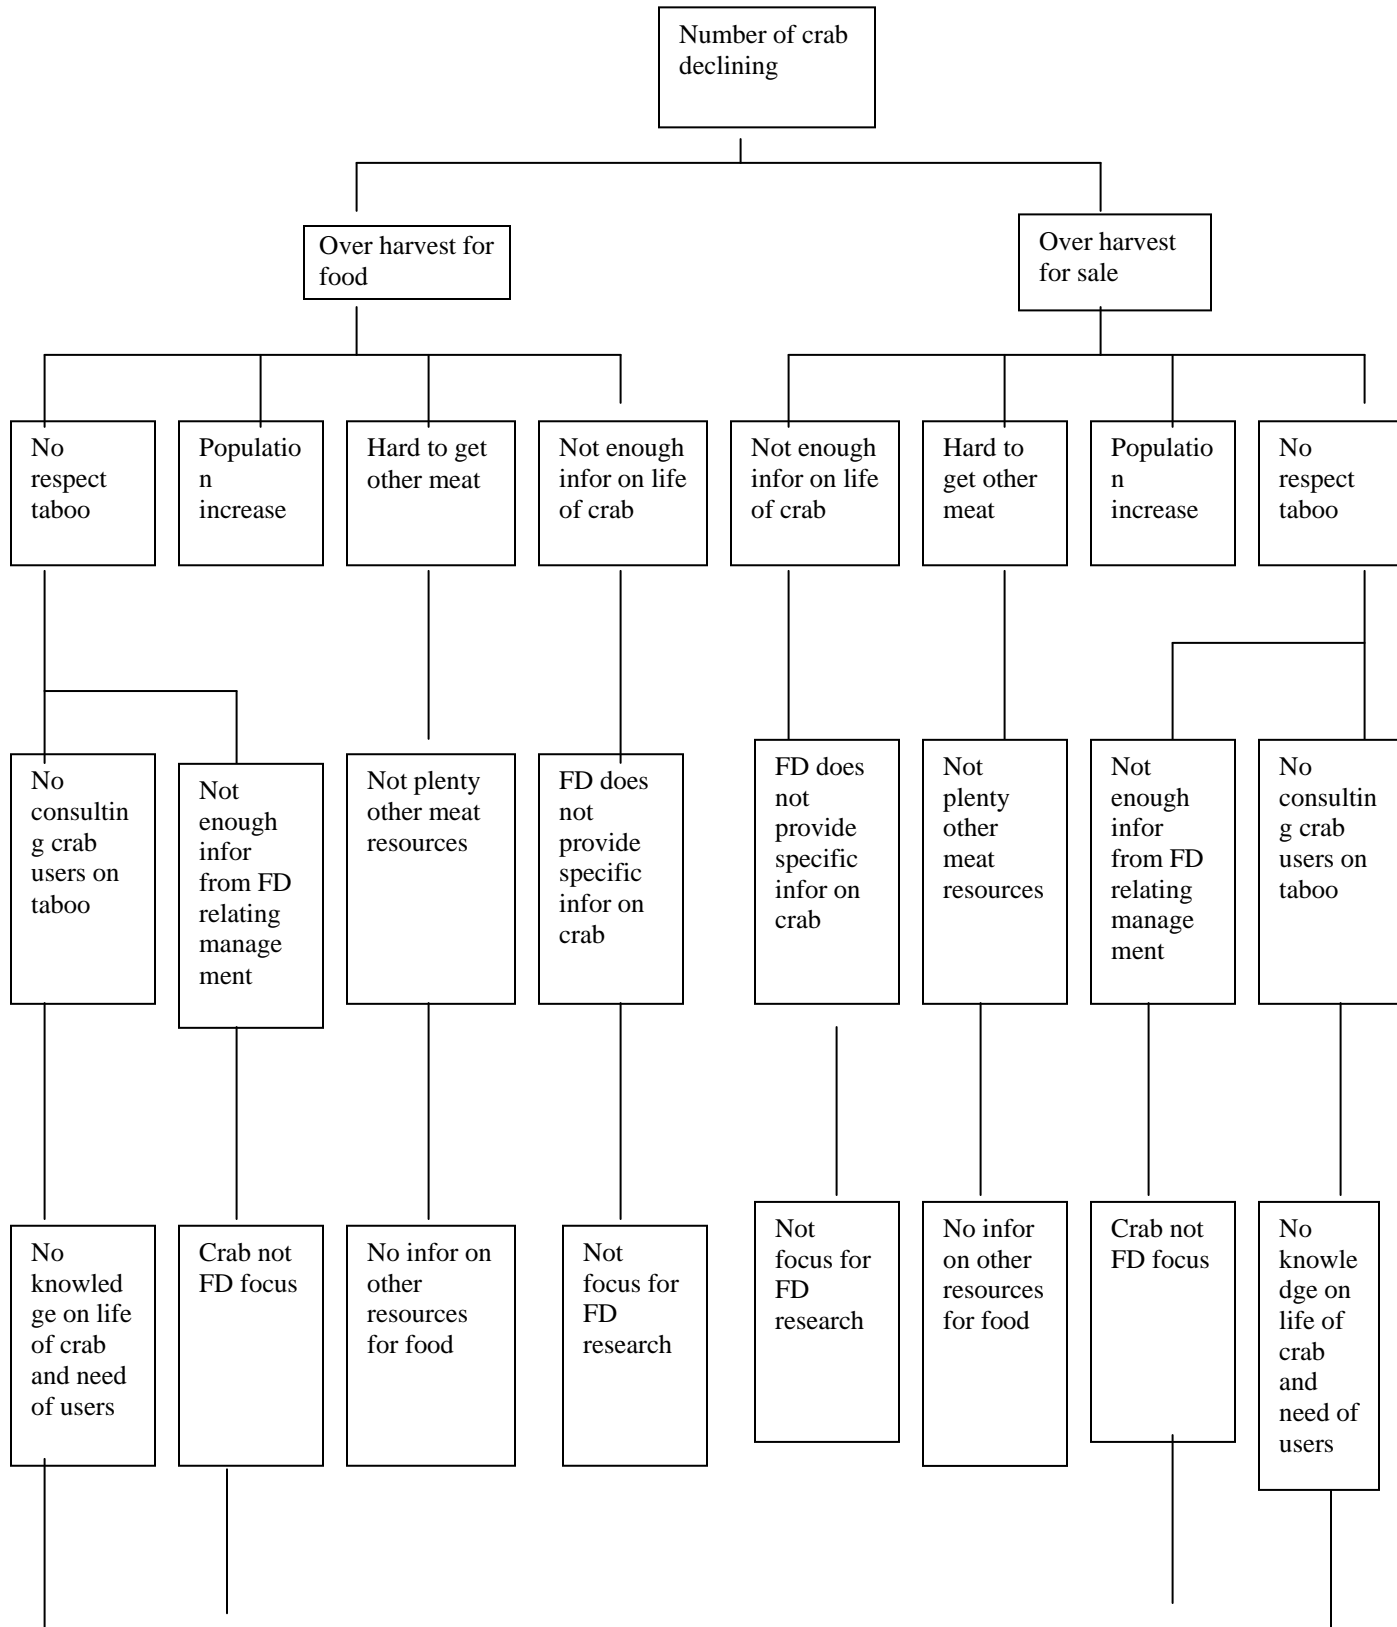 Number of crab
declining
Over harvest for
food
Over harvest
for sale
No
respect
taboo
Populatio
n
increase
Hard to get
other meat
Not enough
infor on life
of crab
Not enough
infor on life
of crab
Hard to
get other
meat
Populatio
n
increase
No
respect
taboo
No
consultin
g crab
users on
taboo
Not
enough
infor
from FD
relating
manage
ment
Not plenty
other meat
resources
FD does
not
provide
specific
infor on
crab
FD does
not
provide
specific
infor on
crab
Not
plenty
other
meat
resources
Not
enough
infor
from FD
relating
manage
ment
No
consultin
g crab
users on
taboo
No
knowled
ge on life
of crab
and need
of users
Crab not
FD focus
No infor on
other
resources
for food
Not
focus for
FD
research
Not
focus for
FD
research
No infor
on other
resources
for food
Crab not
FD focus
No
knowle
dge on
life of
crab
and
need of
users